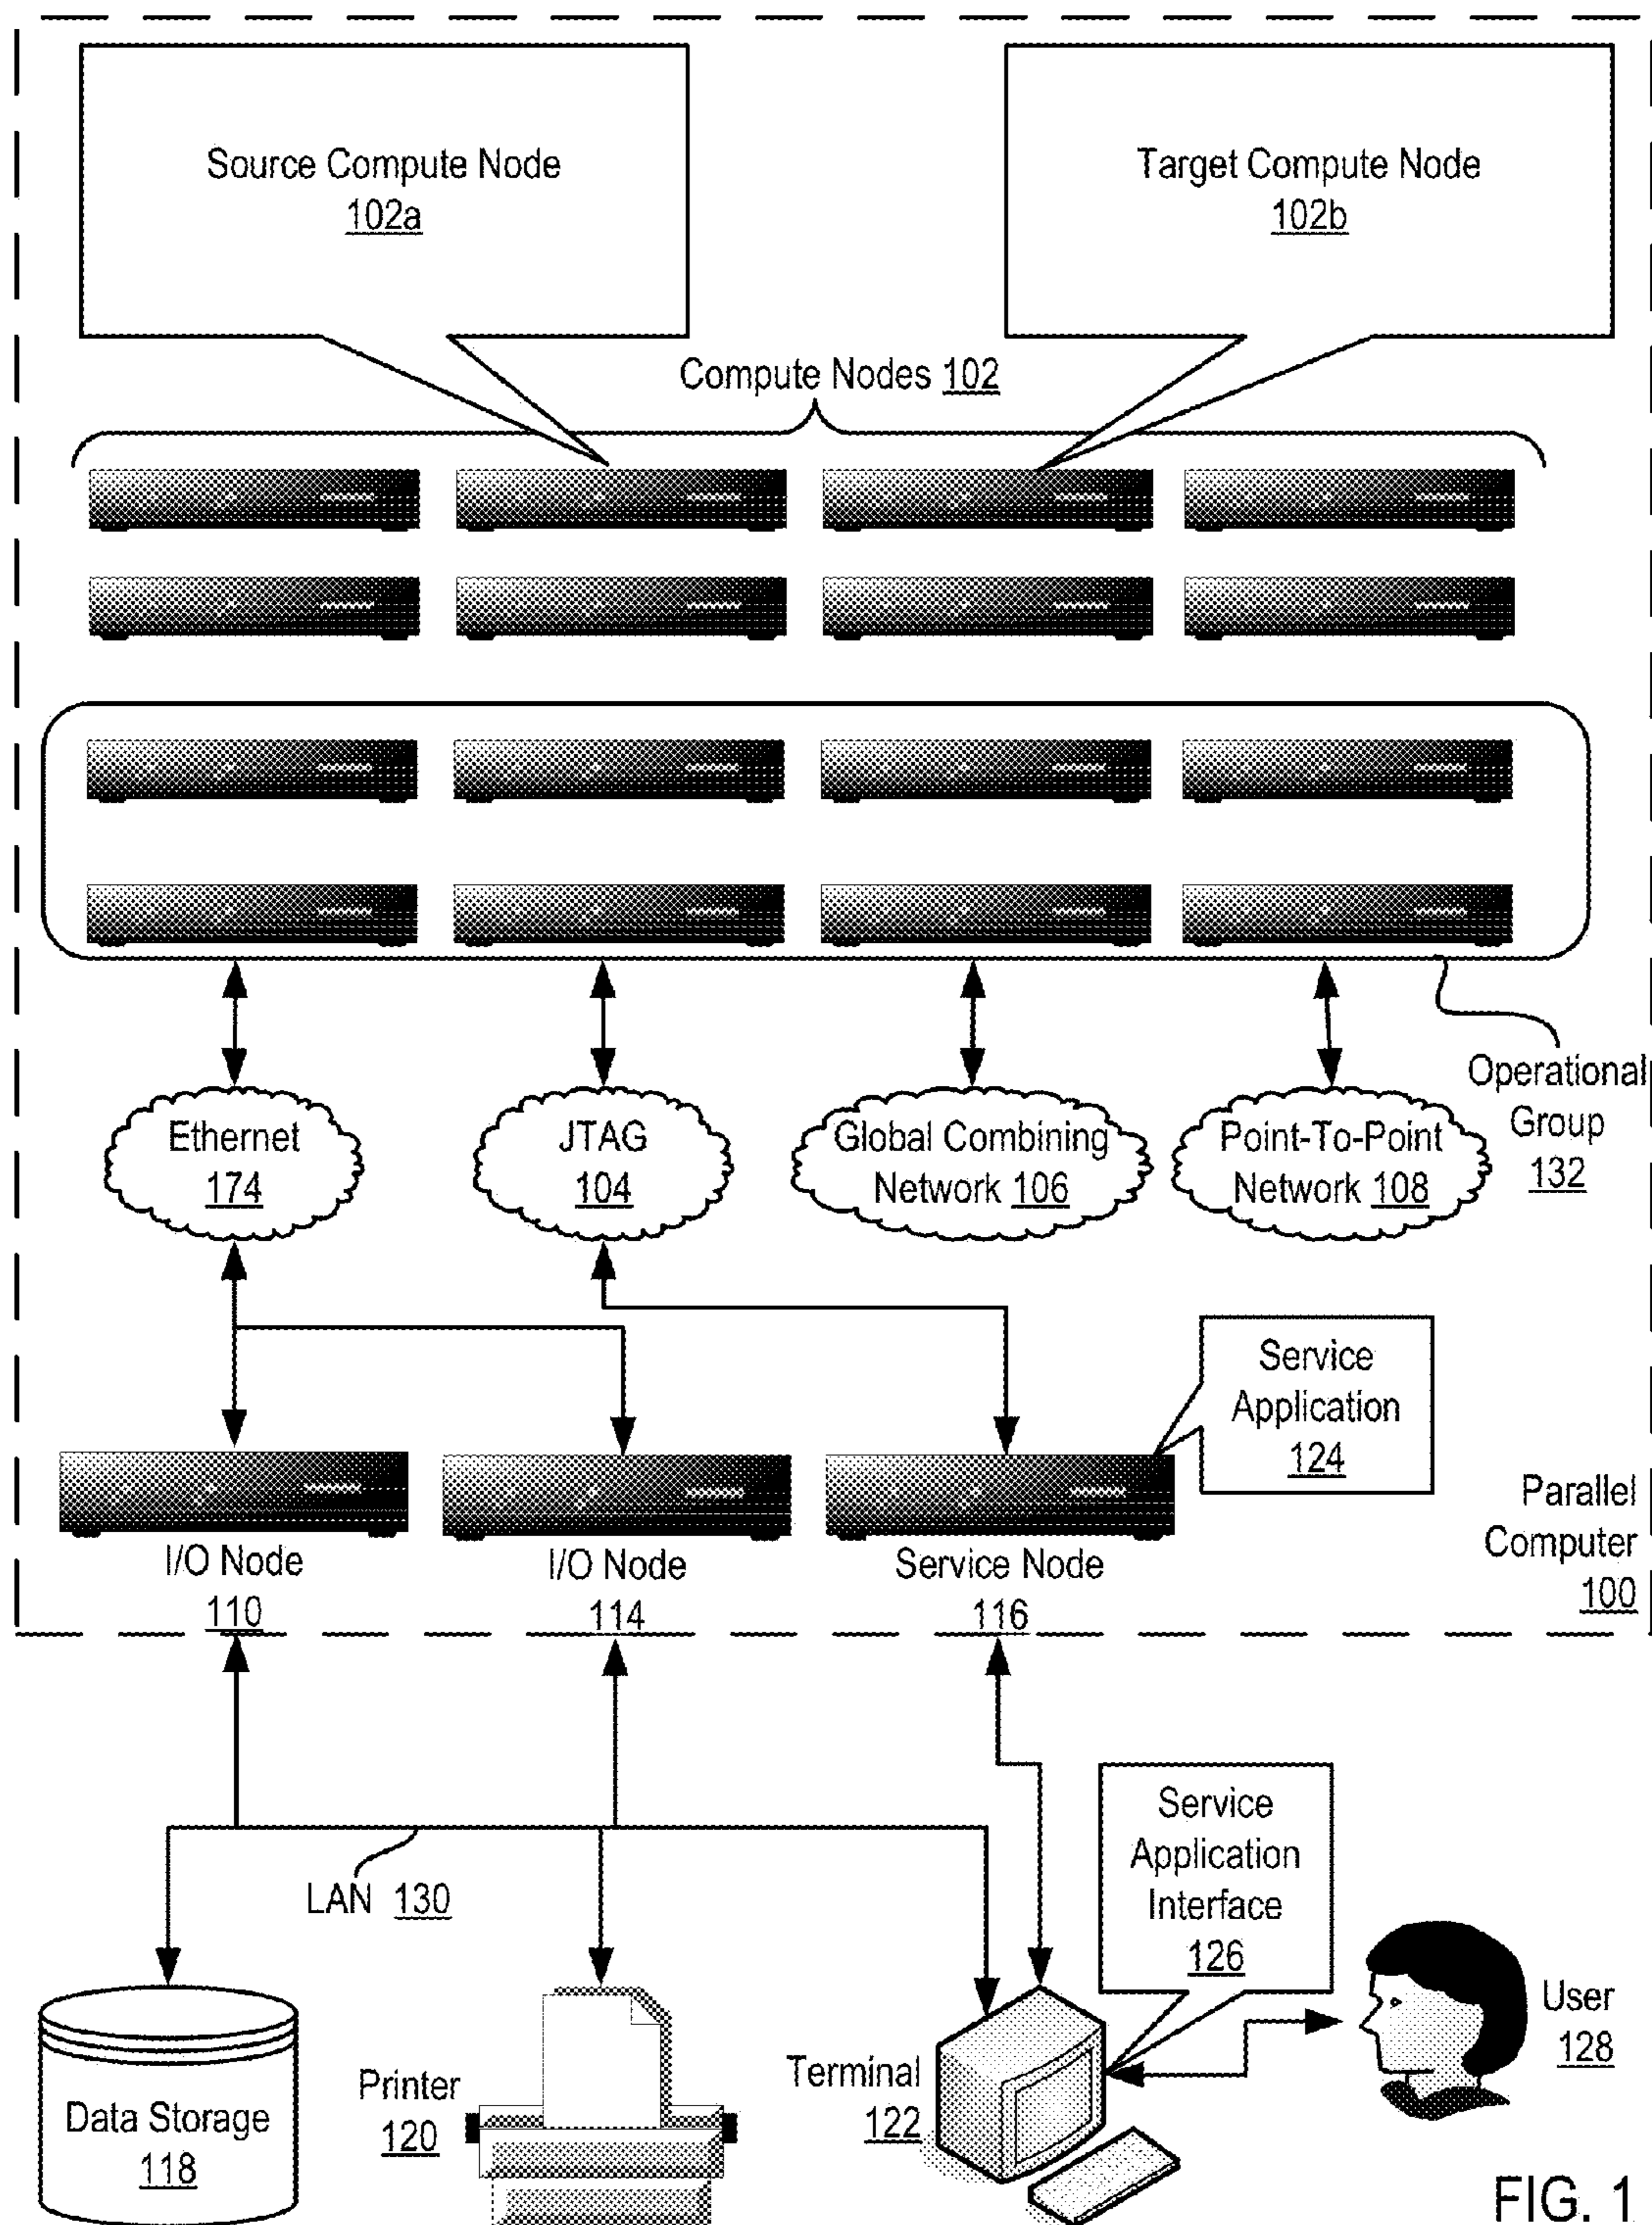 Source Compute Node
102a
Target Compute Node
102b
Compute Nodes 102
Ethernet
174
JTAG
104
Global Combining
Network 106
Point-To-Point
Network 108
Operational
Group
132
Service
Application
124
I/O Node
110
I/O Node
114
Service Node
116
Parallel
Computer
100
LAN 130
Service
Application
Interface
126
Data Storage
118
Printer
120
Terminal
122
User
128
FIG. 1